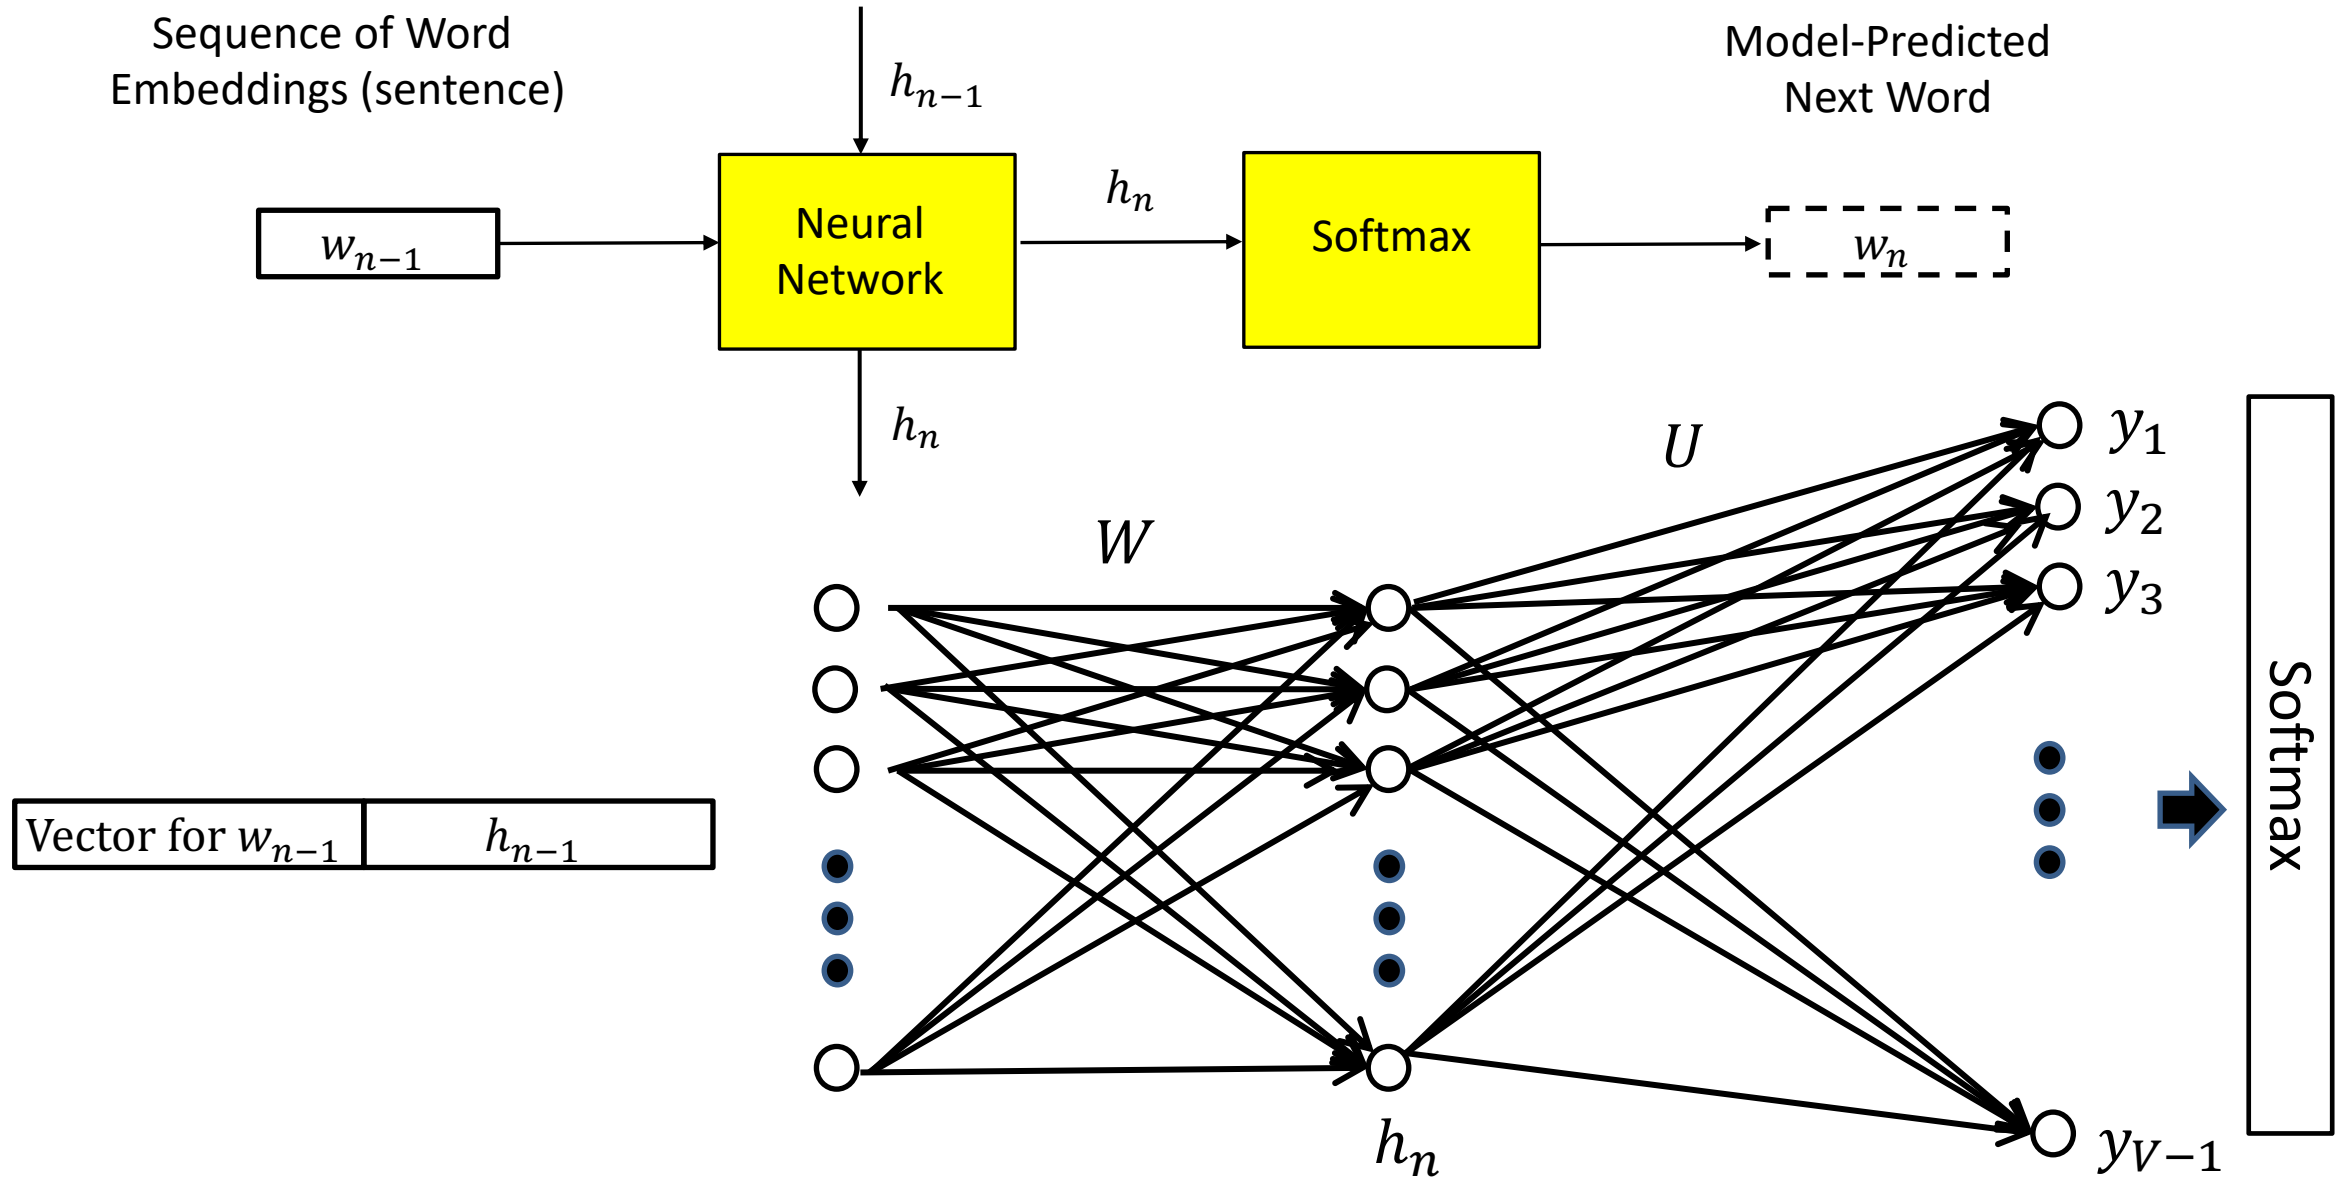 Sequence of Word
Embeddings (sentence)
h_{n−1}
Model-Predicted
Next Word
w_{n−1}
Neural
Network
h_n
Softmax
w_n
h_n
W
U
y_1
y_2
y_3
Vector for w_{n−1}
h_{n−1}
Softmax
h_n
y_{V−1}